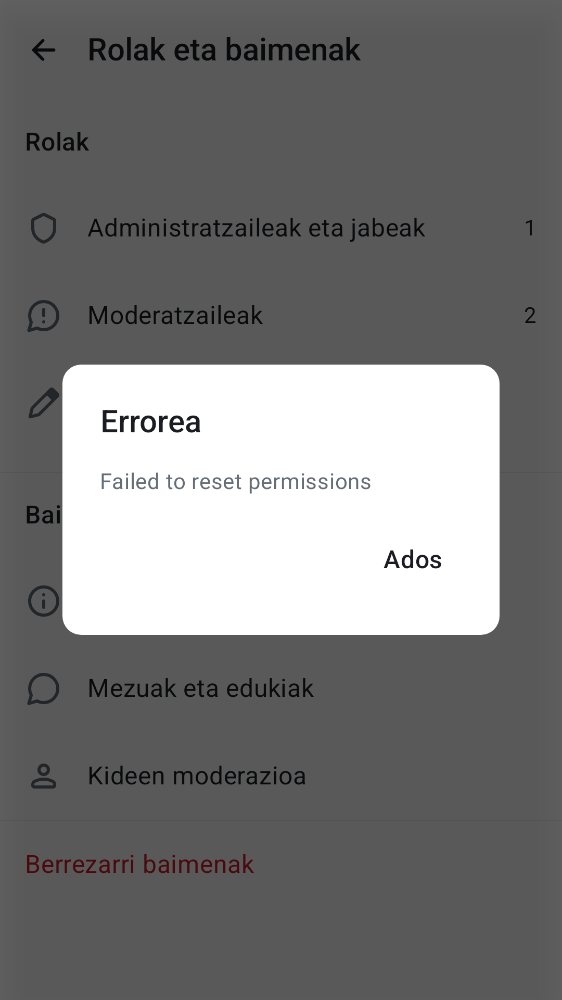 Rolak eta baimenak
Rolak
Administratzaileak eta jabeak 1
Moderatzaileak 2
Errorea
Failed to reset permissions
Bai
Ados
Mezuak eta edukiak
Kideen moderazioa
Berrezarri baimenak